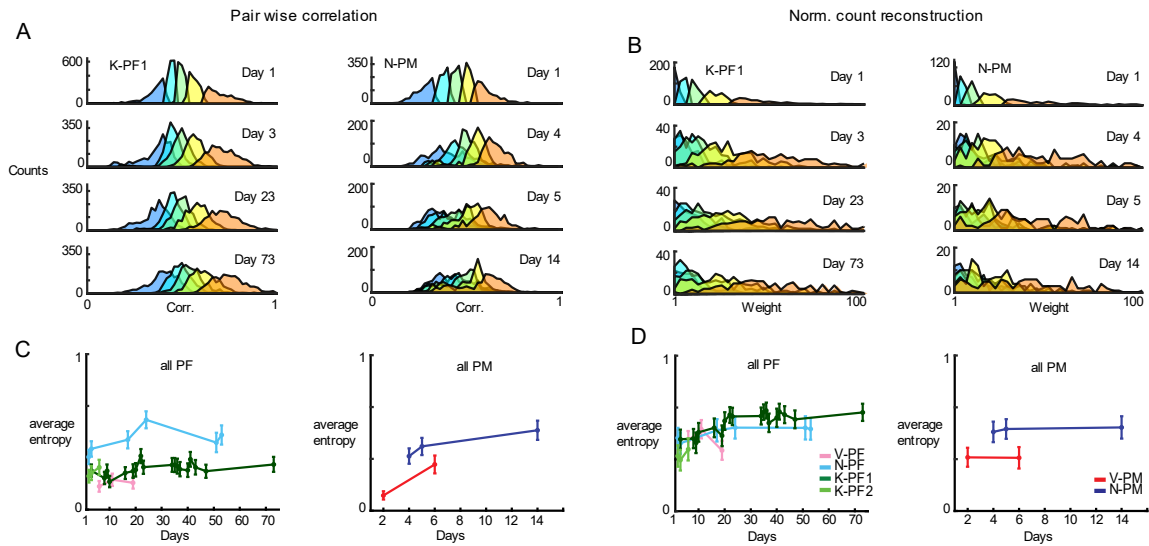 Pair wise correlation
Norm. count reconstruction
A
B
K-PF1
Day 1
600
0
N-PM
Day 1
350
0
Day 3
350
0
Day 4
200
0
Counts
Day 23
350
0
Day 5
200
0
Day 73
350
0
Day 14
200
0
0 Corr. 1
0 Corr. 1
K-PF1
Day 1
200
0
N-PM
Day 1
120
0
Day 3
40
0
Day 4
20
0
Day 23
40
0
Day 5
20
0
Day 73
40
0
Day 14
20
0
1 Weight 100
1 Weight 100
C
D
all PF
1
average
entropy
0
1 10 20 30 40 50 60 70
Days
all PM
1
average
entropy
0
2 4 6 8 10 12 14
Days
all PF
1
average
entropy
0
V-PF
N-PF
K-PF1
K-PF2
1 10 20 30 40 50 60 70
Days
all PM
1
average
entropy
0
V-PM
N-PM
2 4 6 8 10 12 14
Days